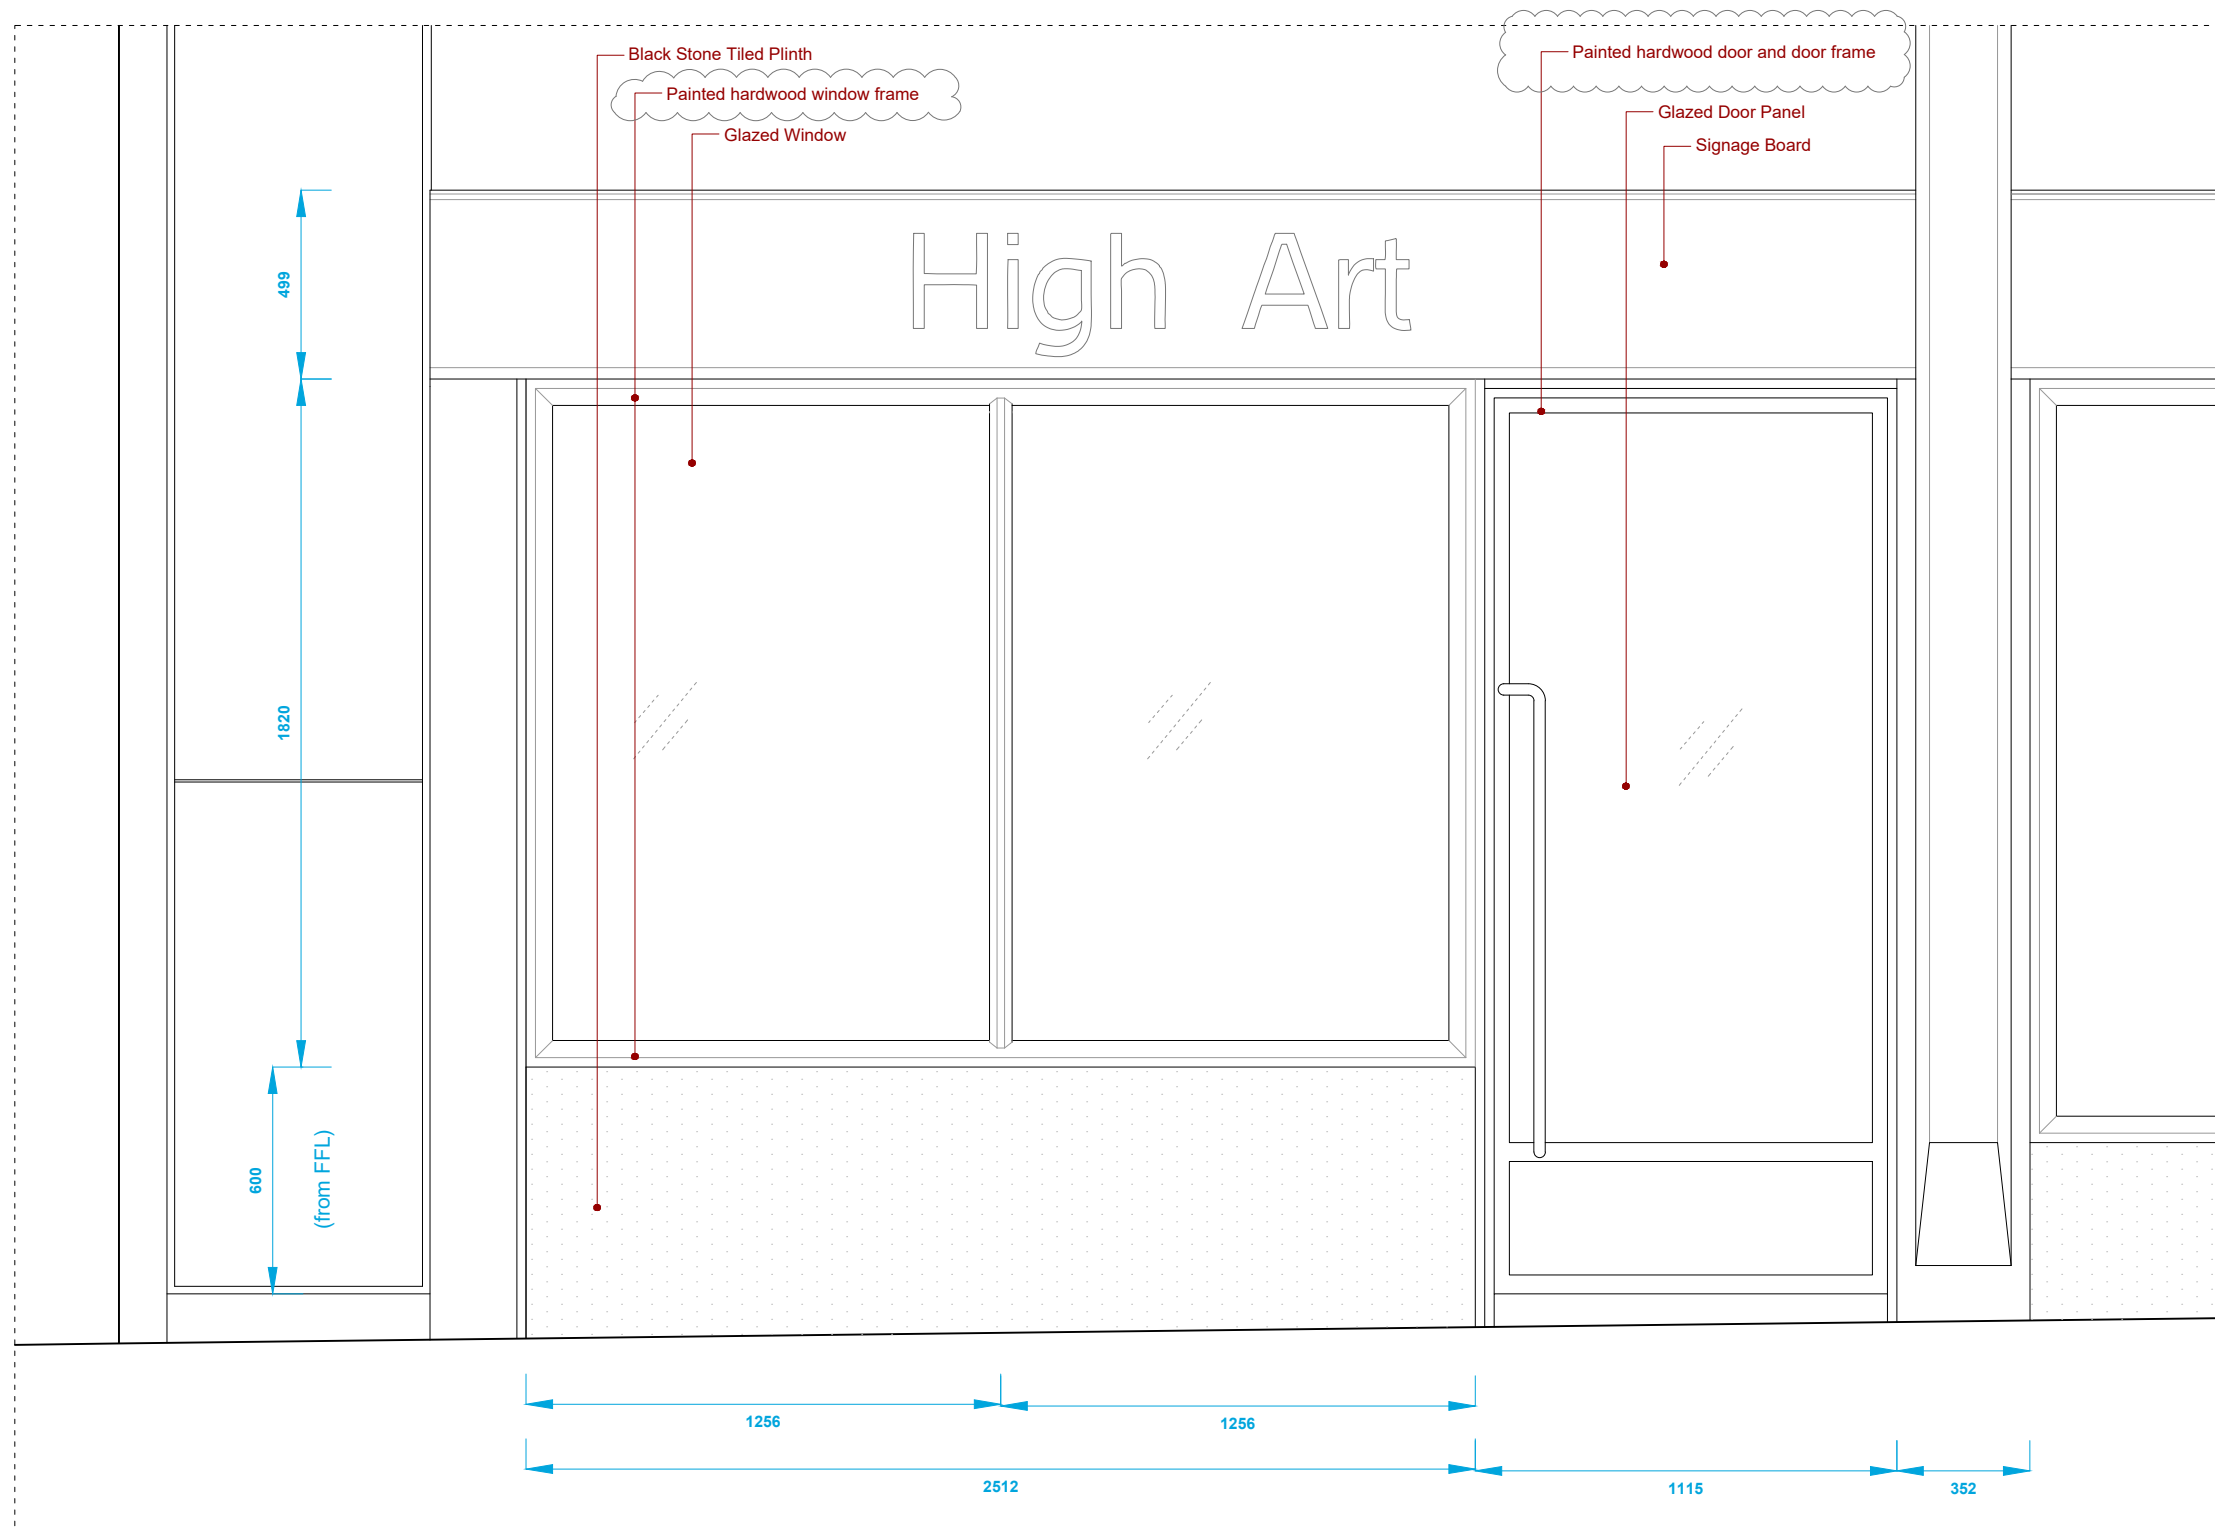 Black Stone Tiled Plinth
Painted hardwood window frame
Glazed Window
Painted hardwood door and door frame
Glazed Door Panel
Signage Board
High Art
499
1820
600
(from FFL)
1256
1256
2512
1115
352